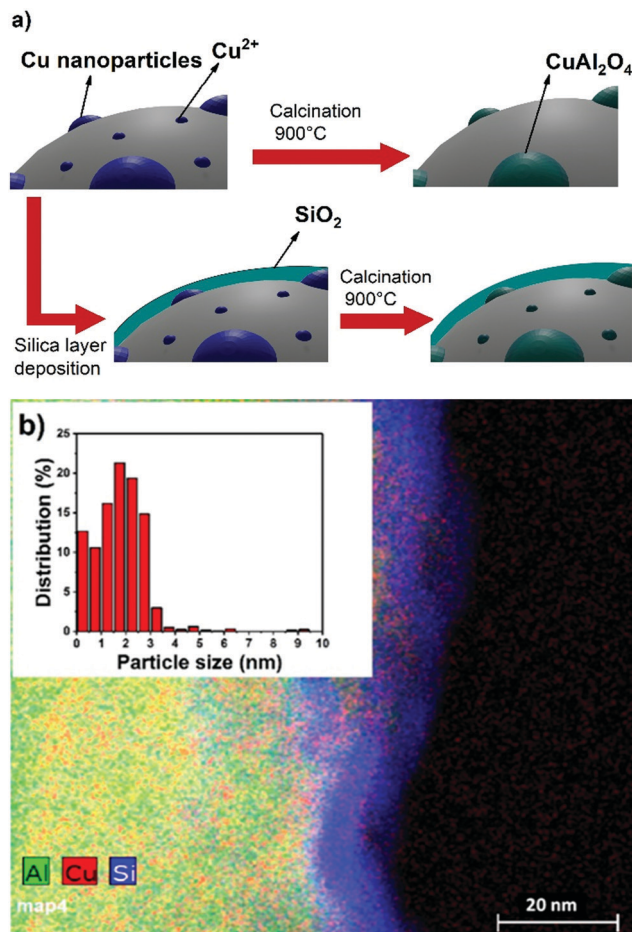 a)
Cu nanoparticles
Cu²⁺
CuAl₂O₄
Calcination
900°C
SiO₂
Calcination
900°C
Silica layer
deposition
b)
25
20
15
10
5
0
Distribution (%)
0 1 2 3 4 5 6 7 8 9 10
Particle size (nm)
Al Cu Si
map4
20 nm